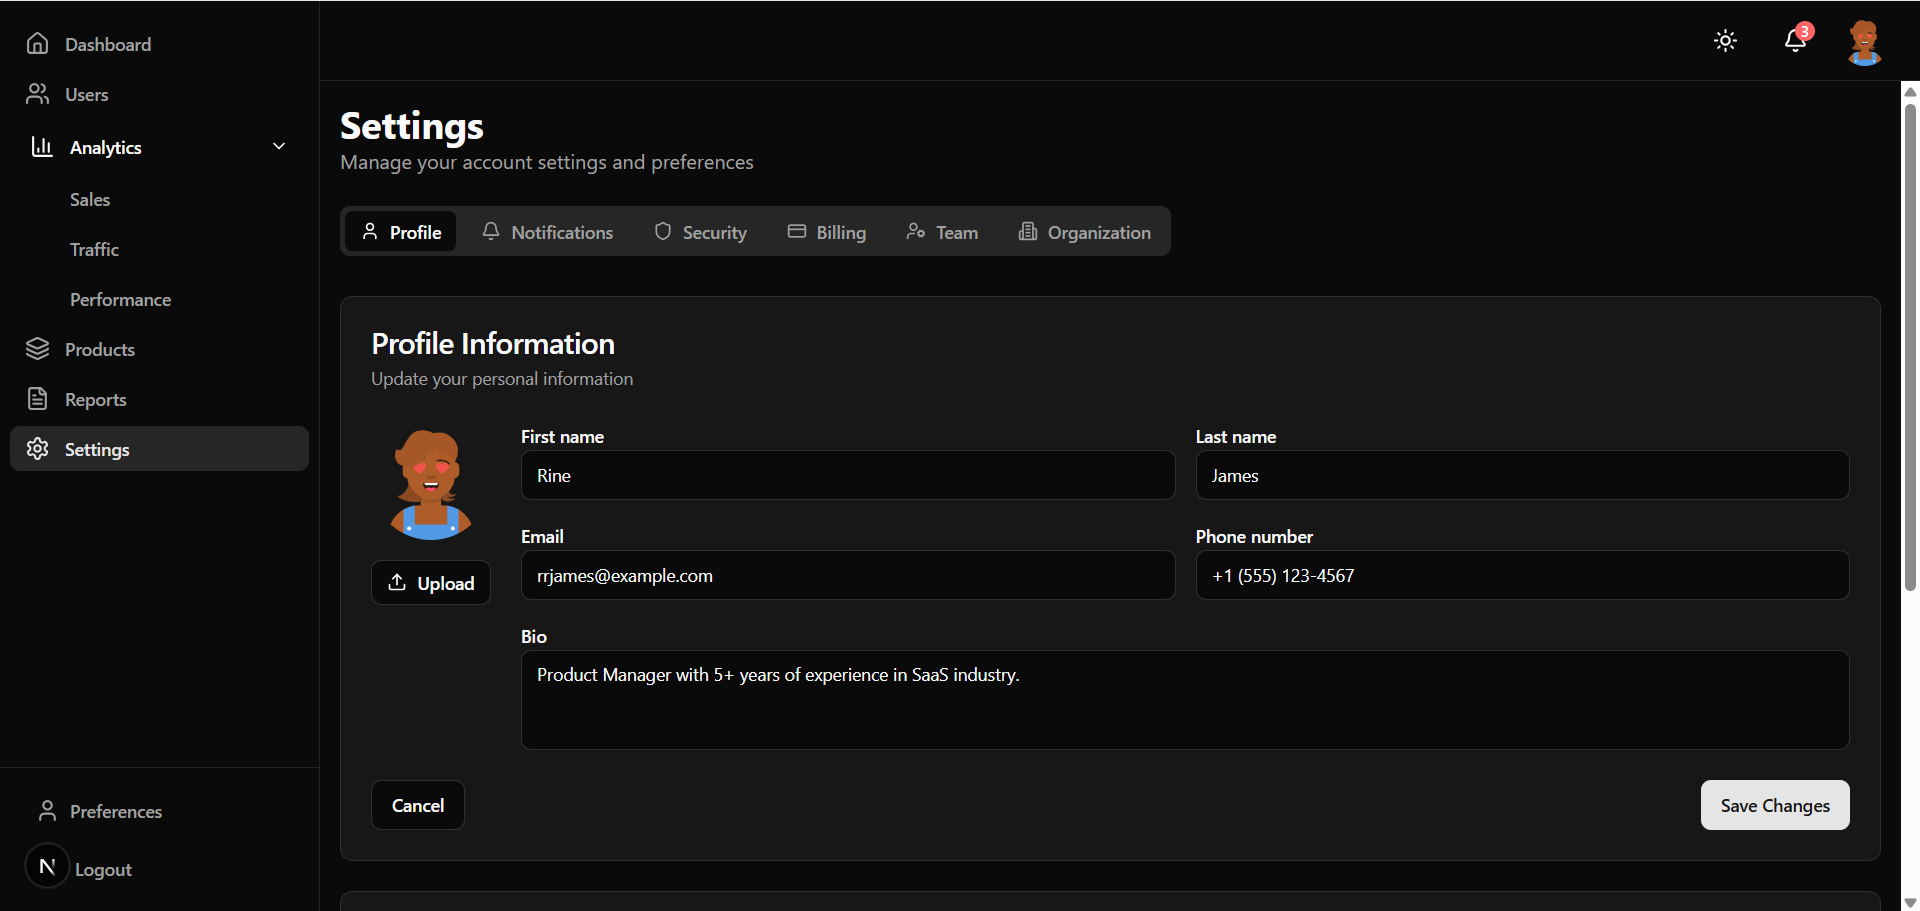 Dashboard
Users
Analytics
Sales
Traffic
Performance
Products
Reports
Settings
Preferences
N
Logout
3
Settings
Manage your account settings and preferences
Profile Notifications Security Billing Team Organization
Profile Information
Update your personal information
Upload
First name
Rine
Last name
James
Email
rrjames@example.com
Phone number
+1 (555) 123-4567
Bio
Product Manager with 5+ years of experience in SaaS industry.
Cancel
Save Changes